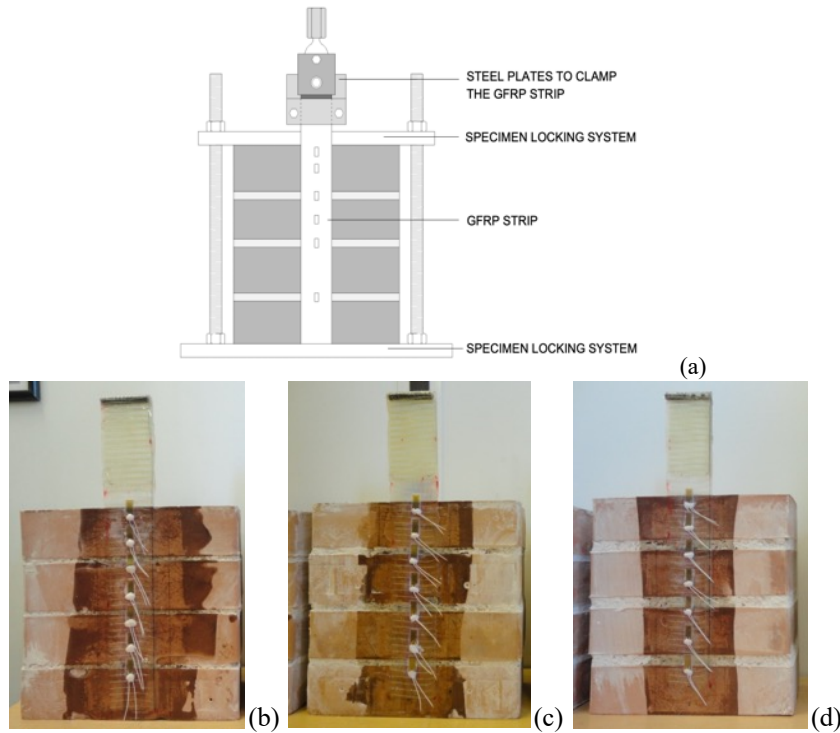 STEEL PLATES TO CLAMP
THE GFRP STRIP
SPECIMEN LOCKING SYSTEM
GFRP STRIP
SPECIMEN LOCKING SYSTEM
(a)
(b)
(c)
(d)